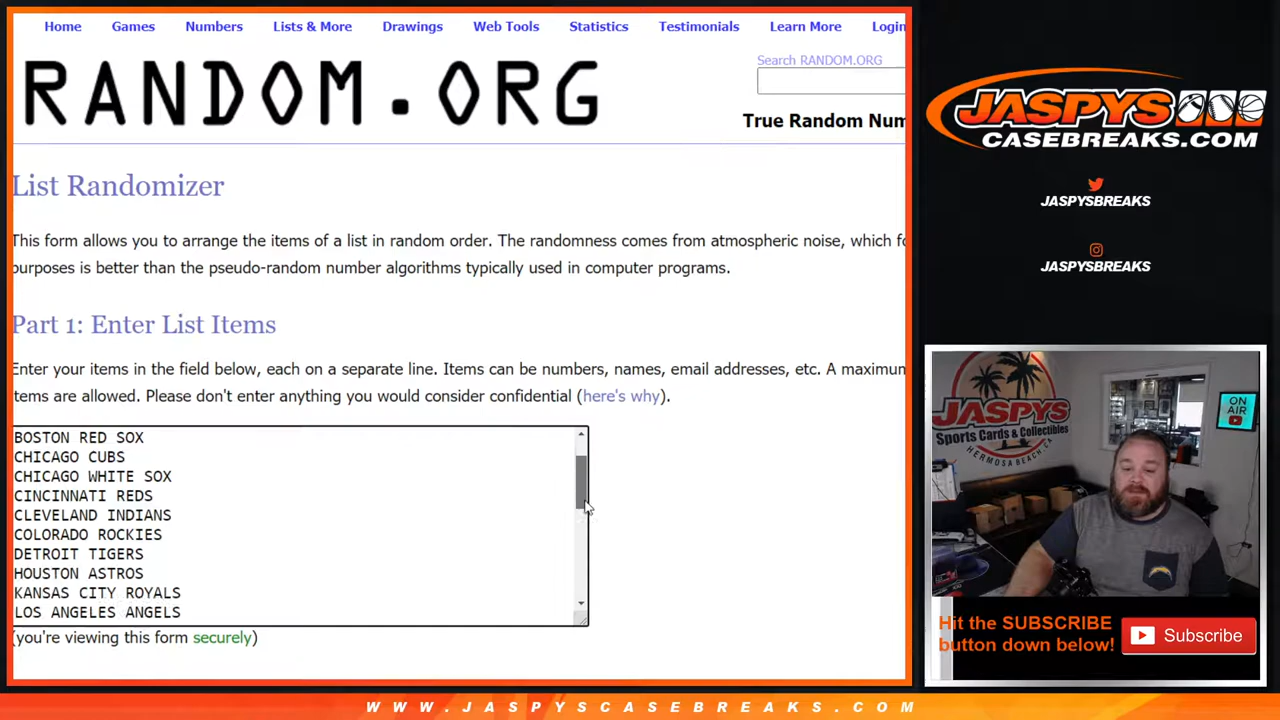 Home Games Numbers Lists & More Drawings Web Tools Statistics Testimonials Learn More Login
RANDOM.ORG
Search RANDOM.ORG
True Random Num
List Randomizer
This form allows you to arrange the items of a list in random order. The randomness comes from atmospheric noise, which fo
purposes is better than the pseudo-random number algorithms typically used in computer programs.
Part 1: Enter List Items
Enter your items in the field below, each on a separate line. Items can be numbers, names, email addresses, etc. A maximum
items are allowed. Please don't enter anything you would consider confidential (here's why).
BOSTON RED SOX
CHICAGO CUBS
CHICAGO WHITE SOX
CINCINNATI REDS
CLEVELAND INDIANS
COLORADO ROCKIES
DETROIT TIGERS
HOUSTON ASTROS
KANSAS CITY ROYALS
LOS ANGELES ANGELS
(you're viewing this form securely)
JASPYS
CASEBREAKS.COM
JASPYSBREAKS
JASPYSBREAKS
JASPYS
Sports Cards & Collectibles
HERMOSA BEACH, CA
ON
AIR
Hit the SUBSCRIBE
button down below!
Subscribe
WWW.JASPYSCASEBREAKS.COM